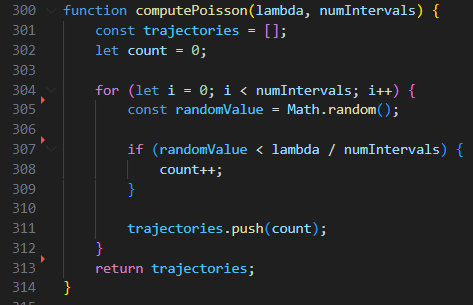 300 function computePoisson(lambda, numIntervals) {
301     const trajectories = [];
302     let count = 0;
303
304     for (let i = 0; i < numIntervals; i++) {
305         const randomValue = Math.random();
306
307         if (randomValue < lambda / numIntervals) {
308             count++;
309         }
310
311         trajectories.push(count);
312     }
313     return trajectories;
314 }